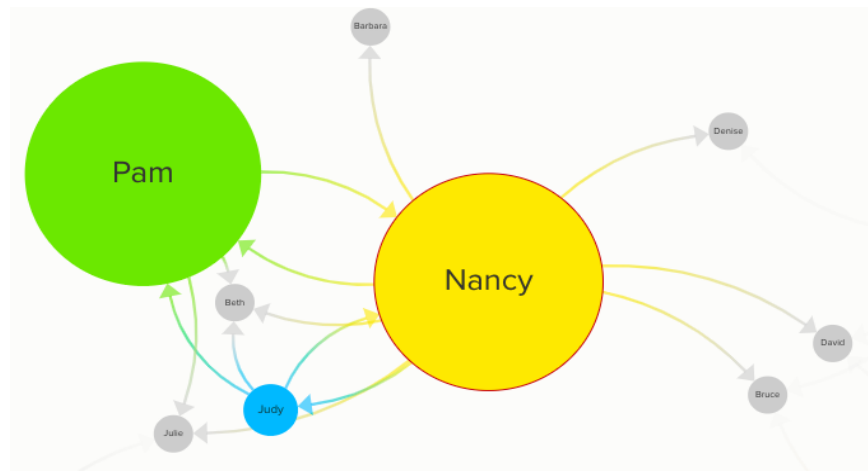 Barbara
Denise
Pam
Nancy
Beth
David
Bruce
Judy
Julie